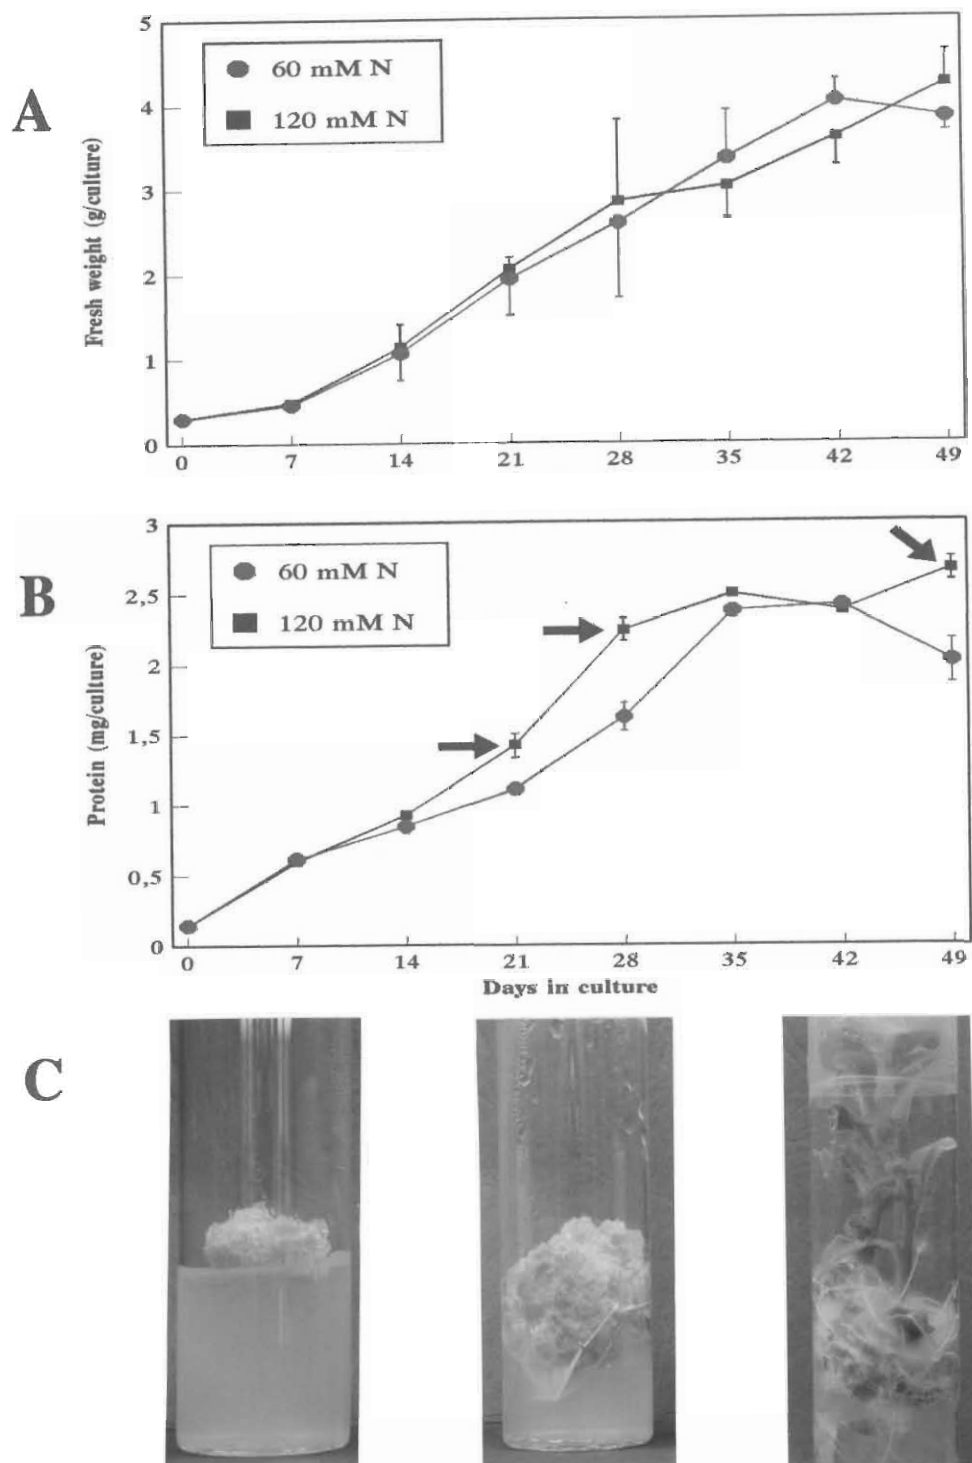 A
Fresh weight (g/culture)
5
4
3
2
1
0
60 mM N
120 mM N
0 7 14 21 28 35 42 49
B
Protein (mg/culture)
3
2,5
2
1,5
1
0,5
0
60 mM N
120 mM N
0 7 14 21 28 35 42 49
Days in culture
C